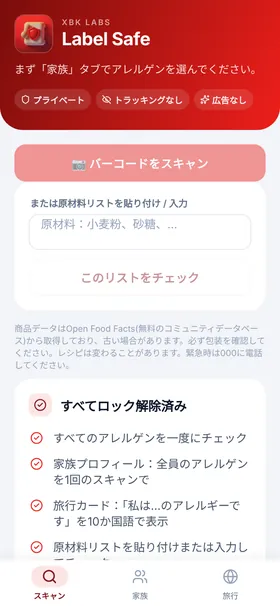 XBK LABS
Label Safe
まず「家族」タブでアレルゲンを選んでください。
プライベート
トラッキングなし
広告なし
バーコードをスキャン
または原材料リストを貼り付け / 入力
原材料：小麦粉、砂糖、...
このリストをチェック
商品データはOpen Food Facts(無料のコミュニティデータベー
ス)から取得しており、古い場合があります。必ず包装を確認して
ください。レシピは変わることがあります。緊急時は000に電話
してください。
すべてロック解除済み
すべてのアレルゲンを一度にチェック
家族プロフィール：全員のアレルゲン
を1回のスキャンで
旅行カード：「私は...のアレルギーで
す」を10か国語で表示
原材料リストを貼り付けまたは入力し
スキャン
家族
旅行